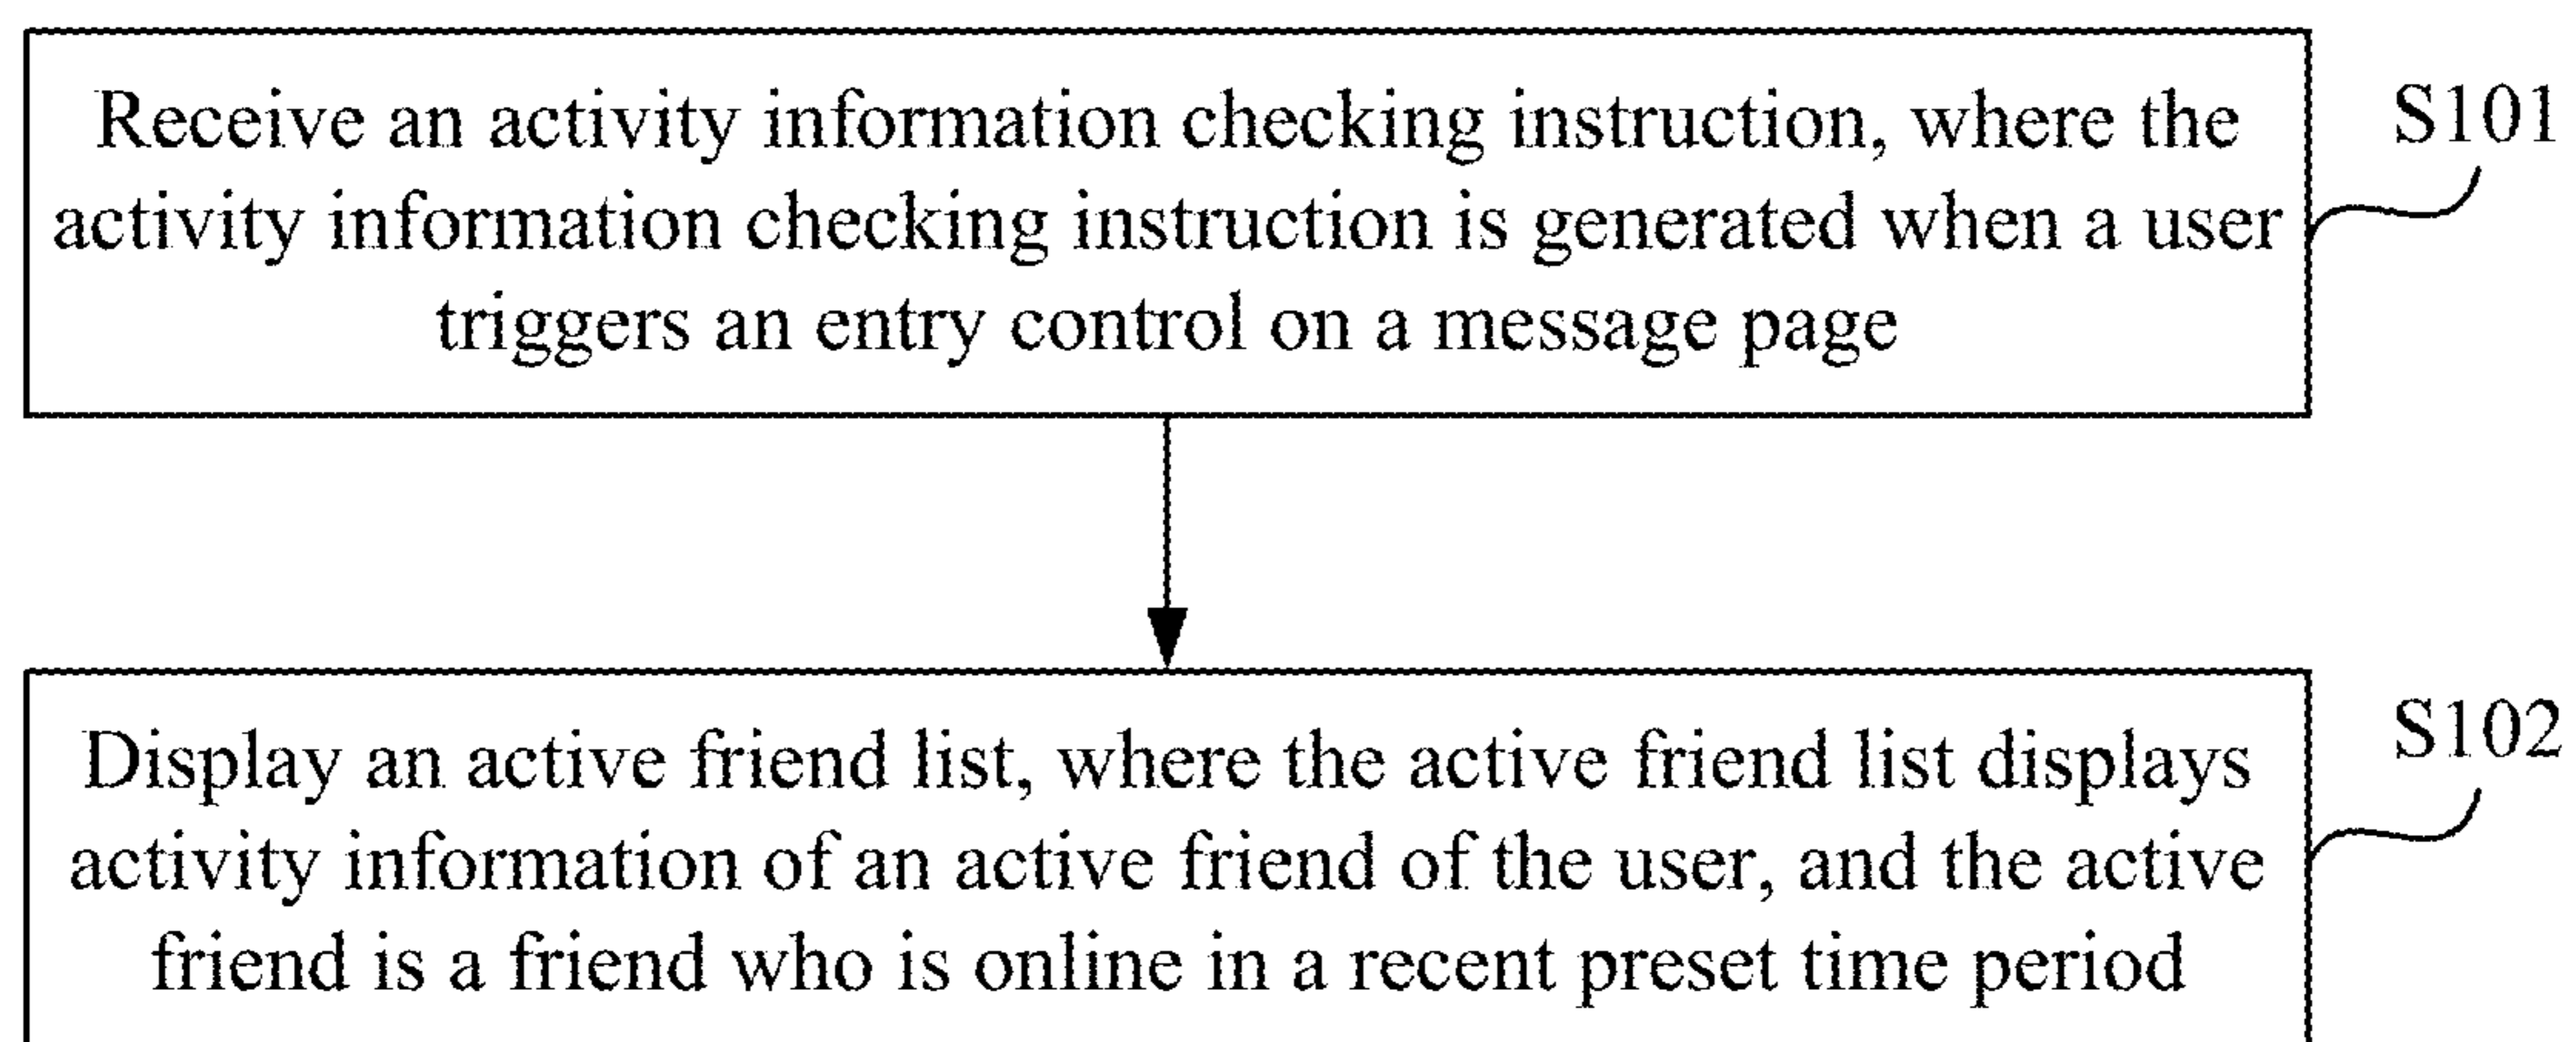 Receive an activity information checking instruction, where the
activity information checking instruction is generated when a user
triggers an entry control on a message page
S101
Display an active friend list, where the active friend list displays
activity information of an active friend of the user, and the active
friend is a friend who is online in a recent preset time period
S102